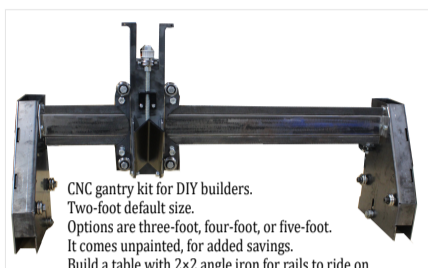 CNC gantry kit for DIY builders.
Two-foot default size.
Options are three-foot, four-foot, or five-foot.
It comes unpainted, for added savings.
Build a table with 2×2 angle iron for rails to ride on